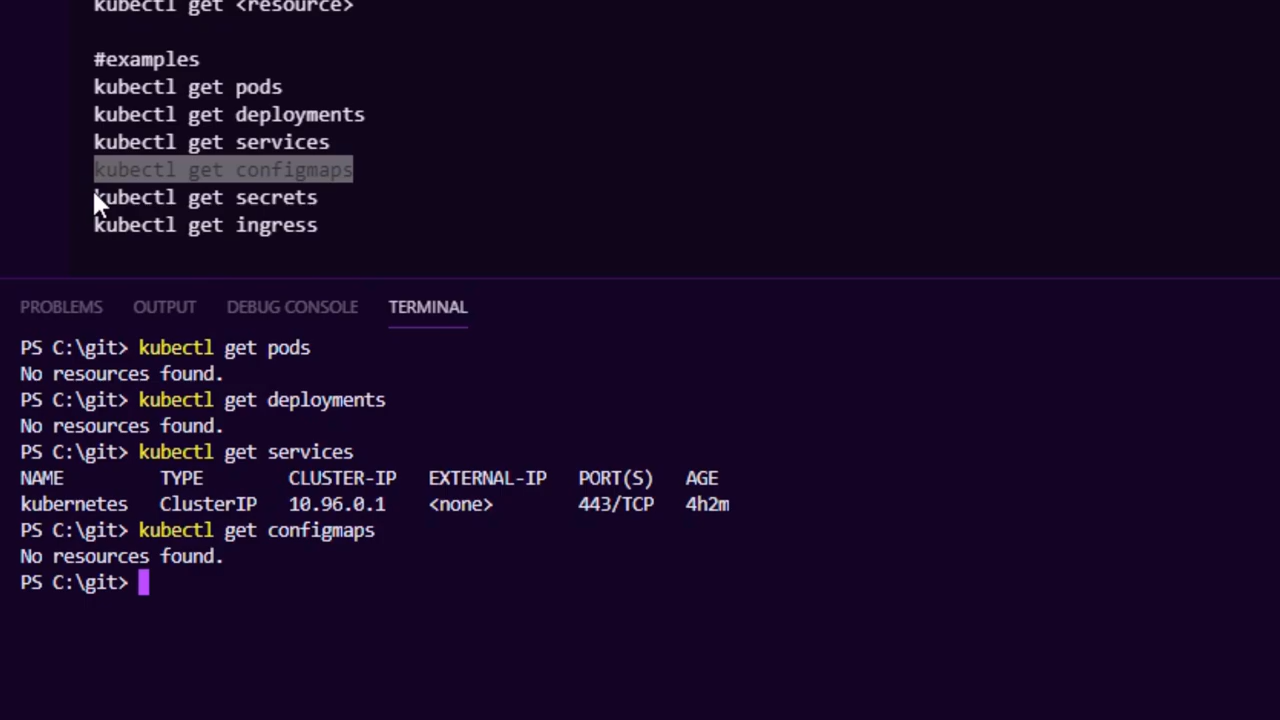 kubectl get <resource>
#examples
kubectl get pods
kubectl get deployments
kubectl get services
kubectl get configmaps
kubectl get secrets
kubectl get ingress
PROBLEMS OUTPUT DEBUG CONSOLE TERMINAL
PS C:\git> kubectl get pods
No resources found.
PS C:\git> kubectl get deployments
No resources found.
PS C:\git> kubectl get services
NAME TYPE CLUSTER-IP EXTERNAL-IP PORT(S) AGE
kubernetes ClusterIP 10.96.0.1 <none> 443/TCP 4h2m
PS C:\git> kubectl get configmaps
No resources found.
PS C:\git>